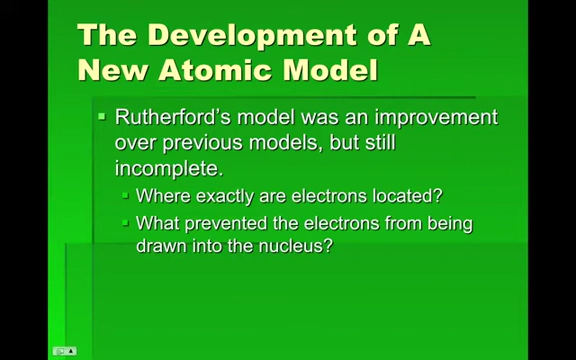 The Development of A
New Atomic Model
Rutherford's model was an improvement
over previous models, but still
incomplete.
Where exactly are electrons located?
What prevented the electrons from being
drawn into the nucleus?